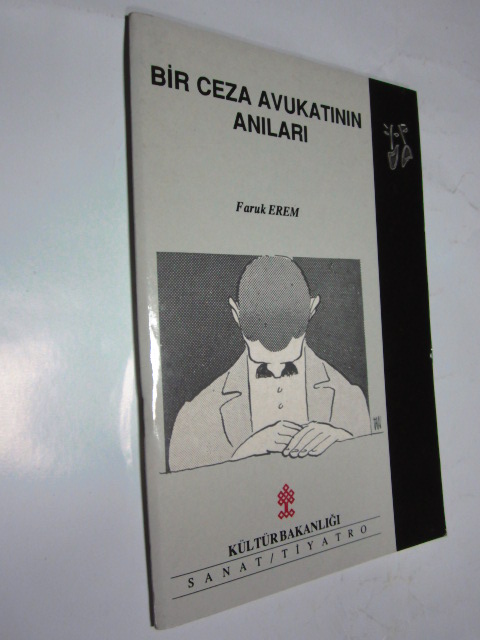 BİR CEZA AVUKATININ
ANILARI
Faruk EREM
KÜLTÜR BAKANLIĞI
SANAT/TİYATRO